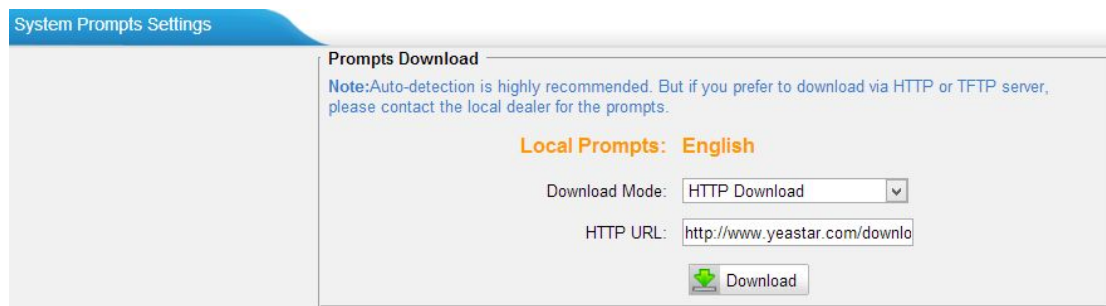 System Prompts Settings
Prompts Download
Note:Auto-detection is highly recommended. But if you prefer to download via HTTP or TFTP server,
please contact the local dealer for the prompts.
Local Prompts: English
Download Mode: HTTP Download
HTTP URL: http://www.yeastar.com/downlo
Download